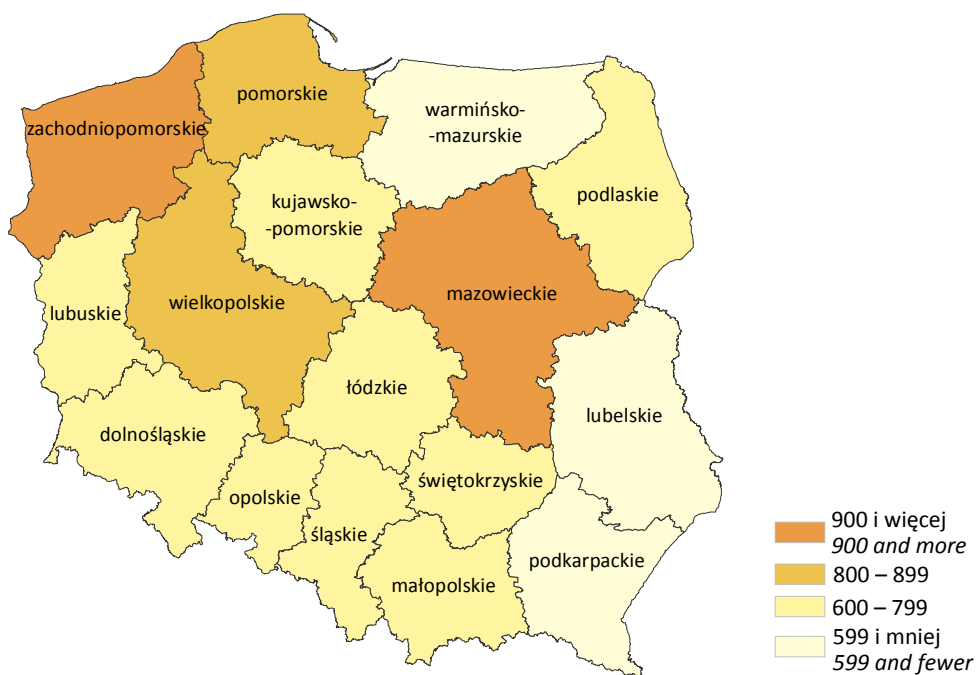 pomorskie
zachodniopomorskie
warmińsko-
-mazurskie
podlaskie
kujawsko-
-pomorskie
mazowieckie
wielkopolskie
lubuskie
łódzkie
lubelskie
dolnośląskie
świętokrzyskie
opolskie
śląskie
podkarpackie
małopolskie
900 i więcej
900 and more
800 – 899
600 – 799
599 i mniej
599 and fewer